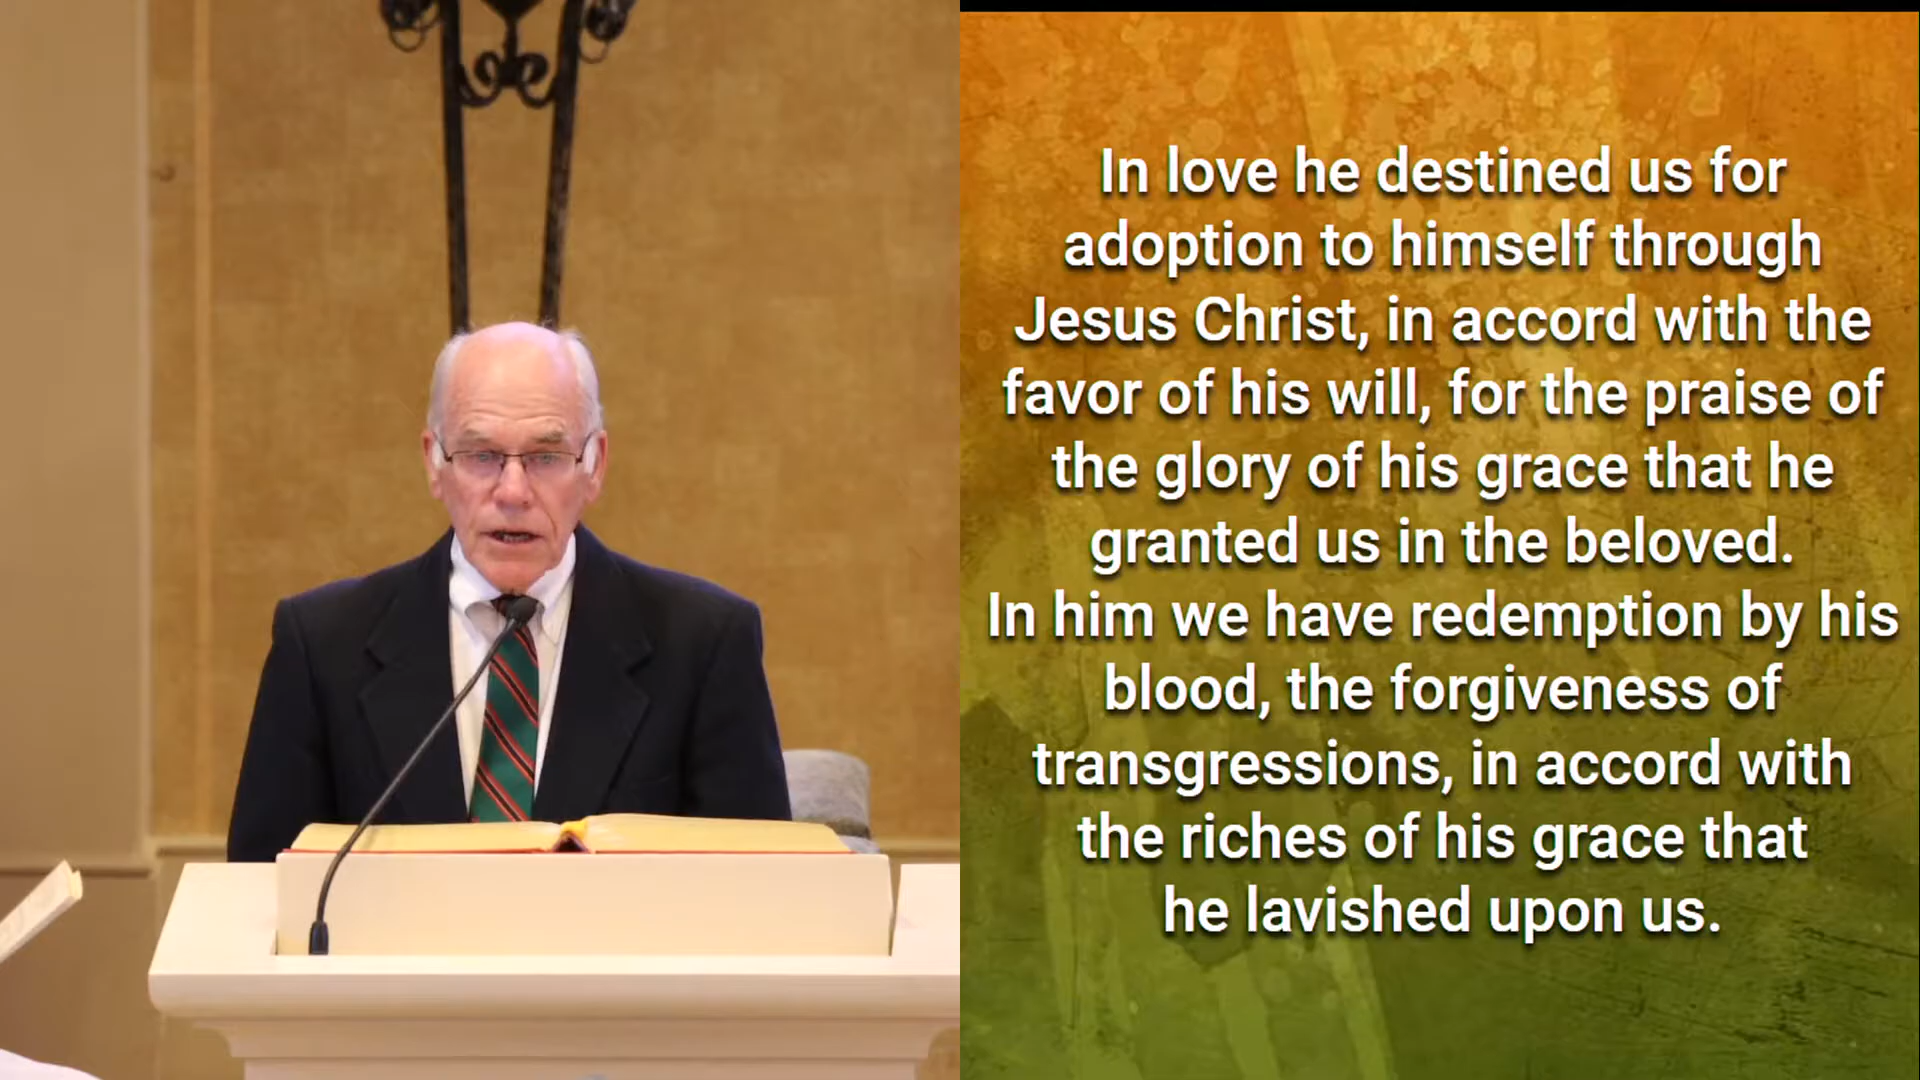 In love he destined us for
adoption to himself through
Jesus Christ, in accord with the
favor of his will, for the praise of
the glory of his grace that he
granted us in the beloved.
In him we have redemption by his
blood, the forgiveness of
transgressions, in accord with
the riches of his grace that
he lavished upon us.